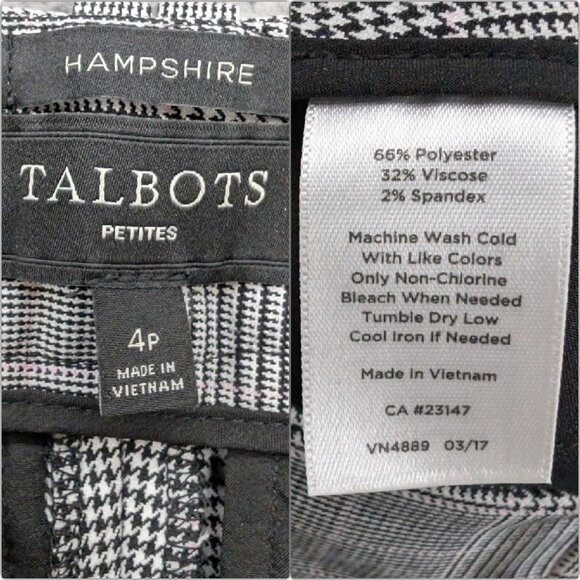 HAMPSHIRE
TALBOTS
PETITES
4P
MADE IN
VIETNAM
66% Polyester
32% Viscose
2% Spandex
Machine Wash Cold
With Like Colors
Only Non-Chlorine
Bleach When Needed
Tumble Dry Low
Cool Iron If Needed
Made In Vietnam
CA #23147
VN4889 03/17